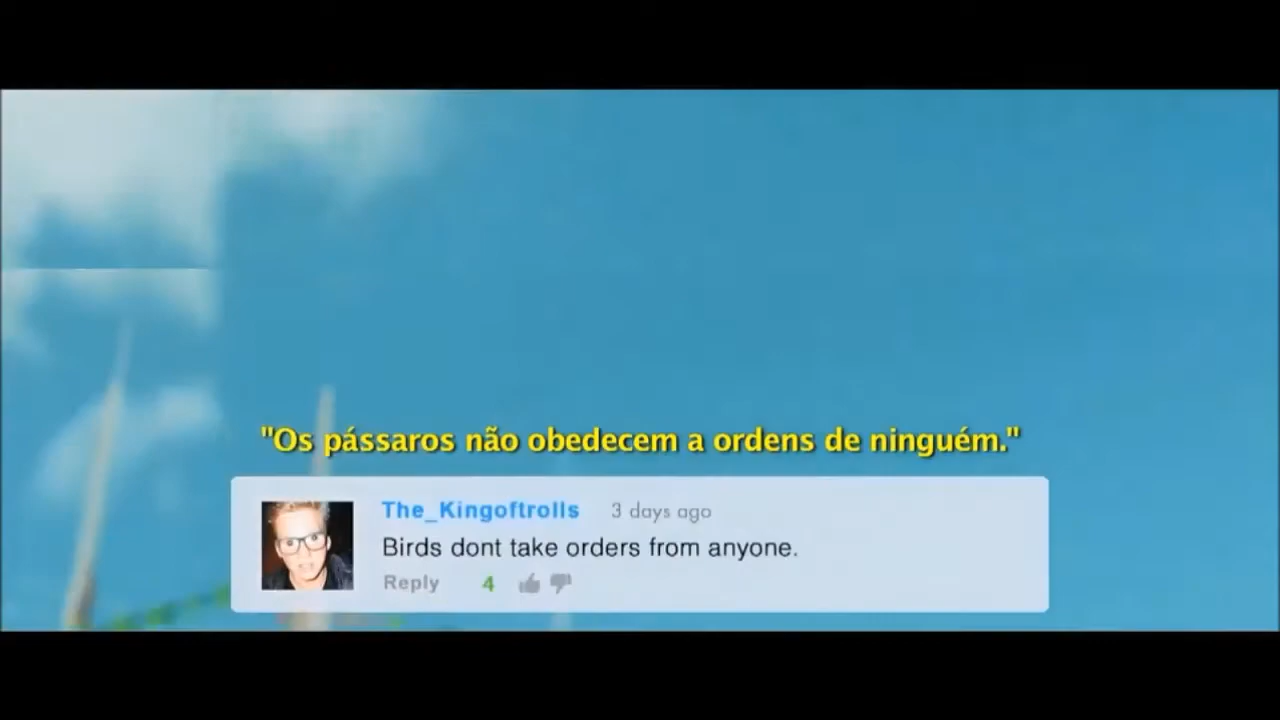 "Os pássaros não obedecem a ordens de ninguém."
The_Kingoftrolls 3 days ago
Birds dont take orders from anyone.
Reply 4